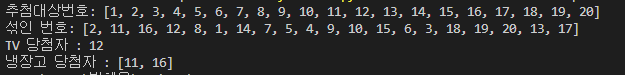 추첨대상번호: [1, 2, 3, 4, 5, 6, 7, 8, 9, 10, 11, 12, 13, 14, 15, 16, 17, 18, 19, 20]
섞인 번호: [2, 11, 16, 12, 8, 1, 14, 7, 5, 4, 9, 10, 15, 6, 3, 18, 19, 20, 13, 17]
TV 당첨자 : 12
냉장고 당첨자 : [11, 16]